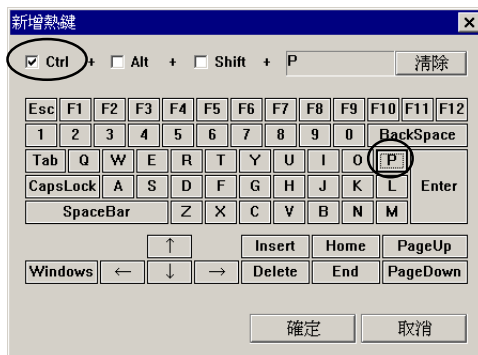 新增熱鍵
Ctrl + Alt + Shift + P 清除
Esc F1 F2 F3 F4 F5 F6 F7 F8 F9 F10 F11 F12
1 2 3 4 5 6 7 8 9 0 BackSpace
Tab Q W E R T Y U I O P
CapsLock A S D F G H J K L Enter
SpaceBar Z X C V B N M
↑ Insert Home PageUp
Windows ← ↓ → Delete End PageDown
確定 取消